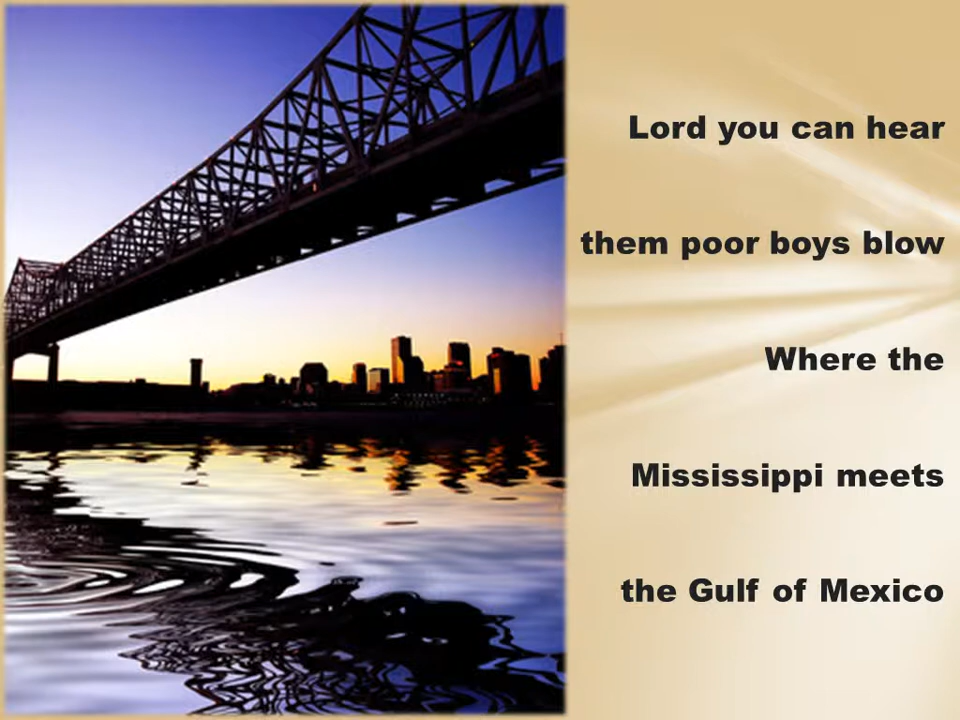 Lord you can hear
them poor boys blow
Where the
Mississippi meets
the Gulf of Mexico